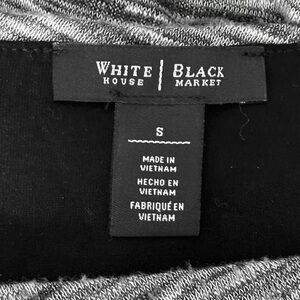 WHITE | BLACK
HOUSE | MARKET
S
MADE IN
VIETNAM
HECHO EN
VIETNAM
FABRIQUÉ EN
VIETNAM